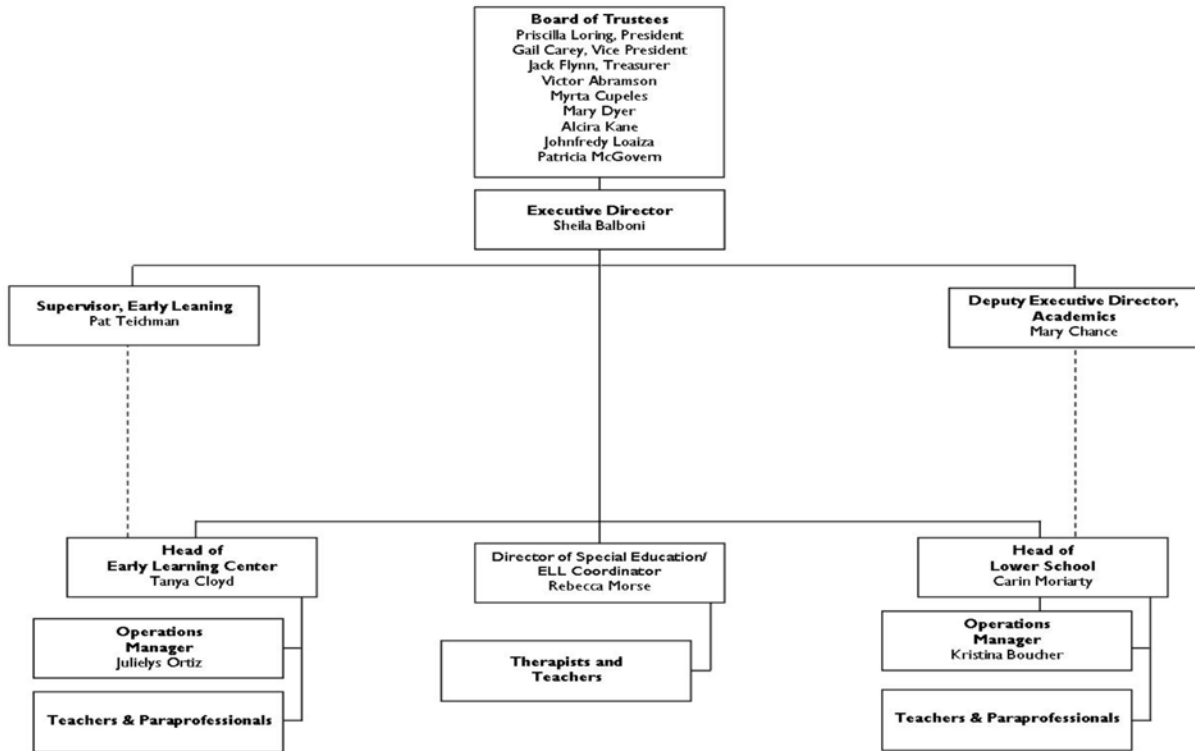 Board of Trustees
Priscilla Loring, President
Gail Carey, Vice President
Jack Flynn, Treasurer
Victor Abramson
Myrta Cupeles
Mary Dyer
Alcira Kane
Johnfredy Loaiza
Patricia McGovern
Executive Director
Sheila Balboni
Supervisor, Early Leaning
Pat Teichman
Deputy Executive Director,
Academics
Mary Chance
Head of
Early Learning Center
Tanya Cloyd
Director of Special Education/
ELL Coordinator
Rebecca Morse
Head of
Lower School
Carin Moriarty
Operations
Manager
Julielys Ortiz
Therapists and
Teachers
Operations
Manager
Kristina Boucher
Teachers & Paraprofessionals
Teachers & Paraprofessionals